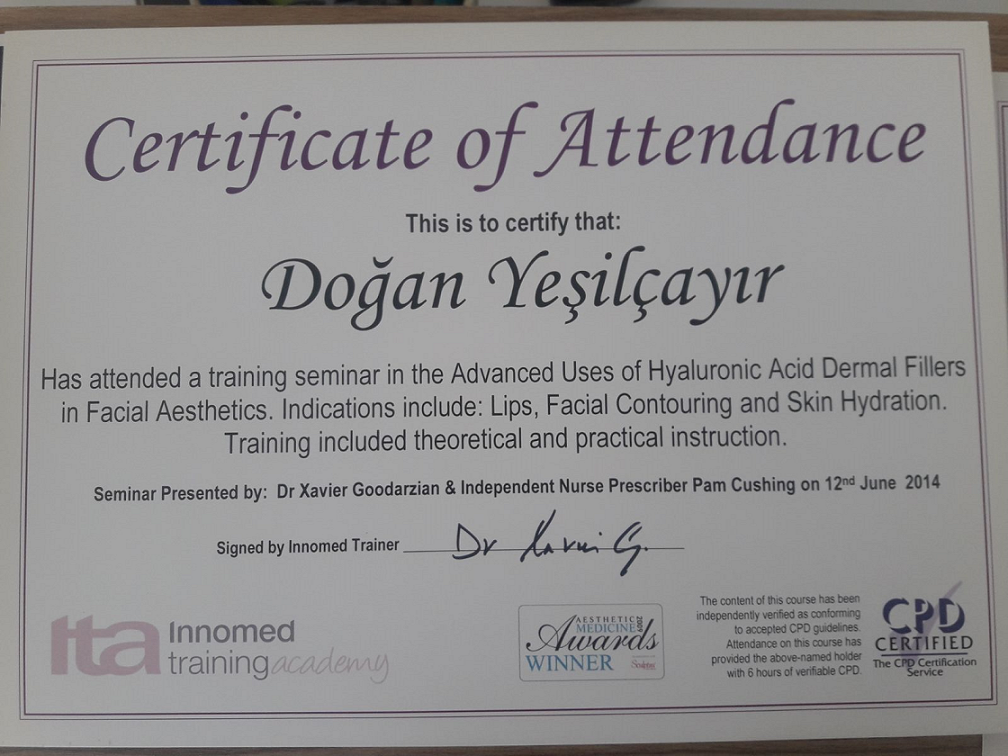 Certificate of Attendance
This is to certify that:
Doğan Yeşilçayır
Has attended a training seminar in the Advanced Uses of Hyaluronic Acid Dermal Fillers
in Facial Aesthetics. Indications include: Lips, Facial Contouring and Skin Hydration.
Training included theoretical and practical instruction.
Seminar Presented by: Dr Xavier Goodarzian & Independent Nurse Prescriber Pam Cushing on 12nd June 2014
Signed by Innomed Trainer
Dr
ita Innomed
training academy
AESTHETIC
MEDICINE
Awards
WINNER
The content of this course has been
independently verified as conforming
to accepted CPD guidelines.
Attendance on this course has
provided the above-named holder
with 6 hours of verifiable CPD.
CPD
CERTIFIED
The CPD Certification
Service